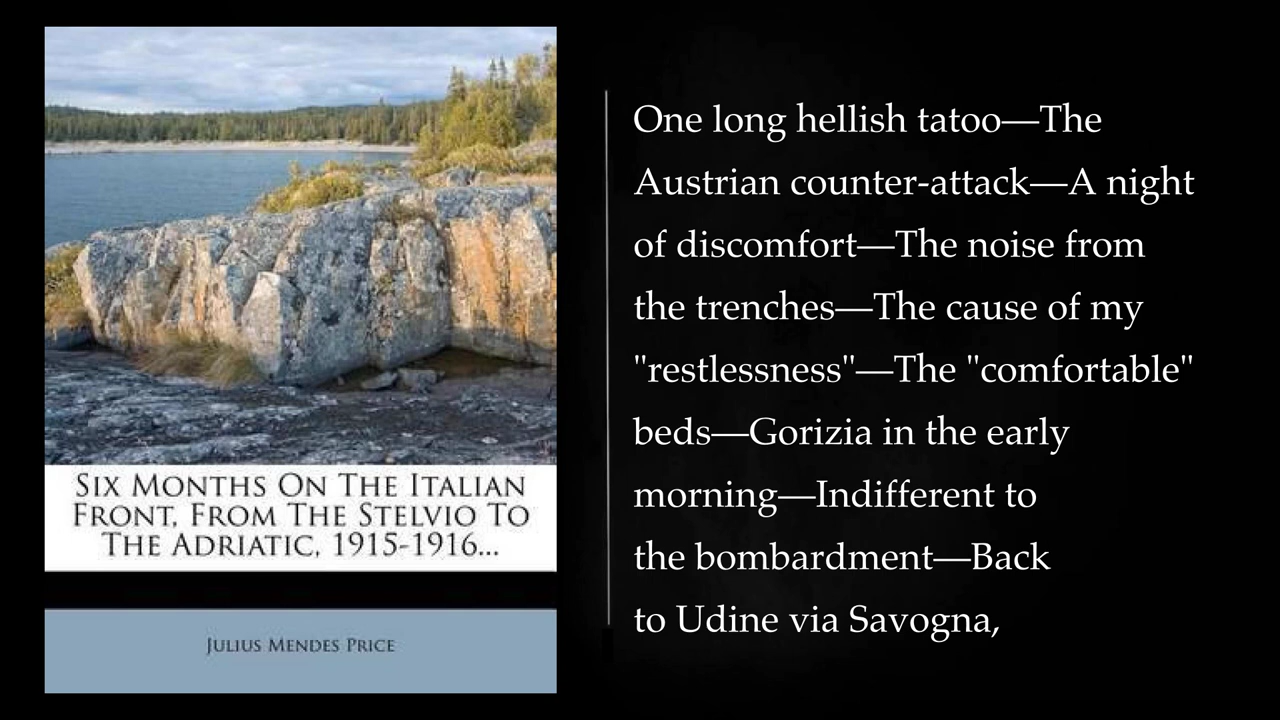 SIX MONTHS ON THE ITALIAN
FRONT, FROM THE STELVIO TO
THE ADRIATIC, 1915-1916...
JULIUS MENDES PRICE
One long hellish tatoo—The
Austrian counter-attack—A night
of discomfort—The noise from
the trenches—The cause of my
"restlessness"—The "comfortable"
beds—Gorizia in the early
morning—Indifferent to
the bombardment—Back
to Udine via Savogna,